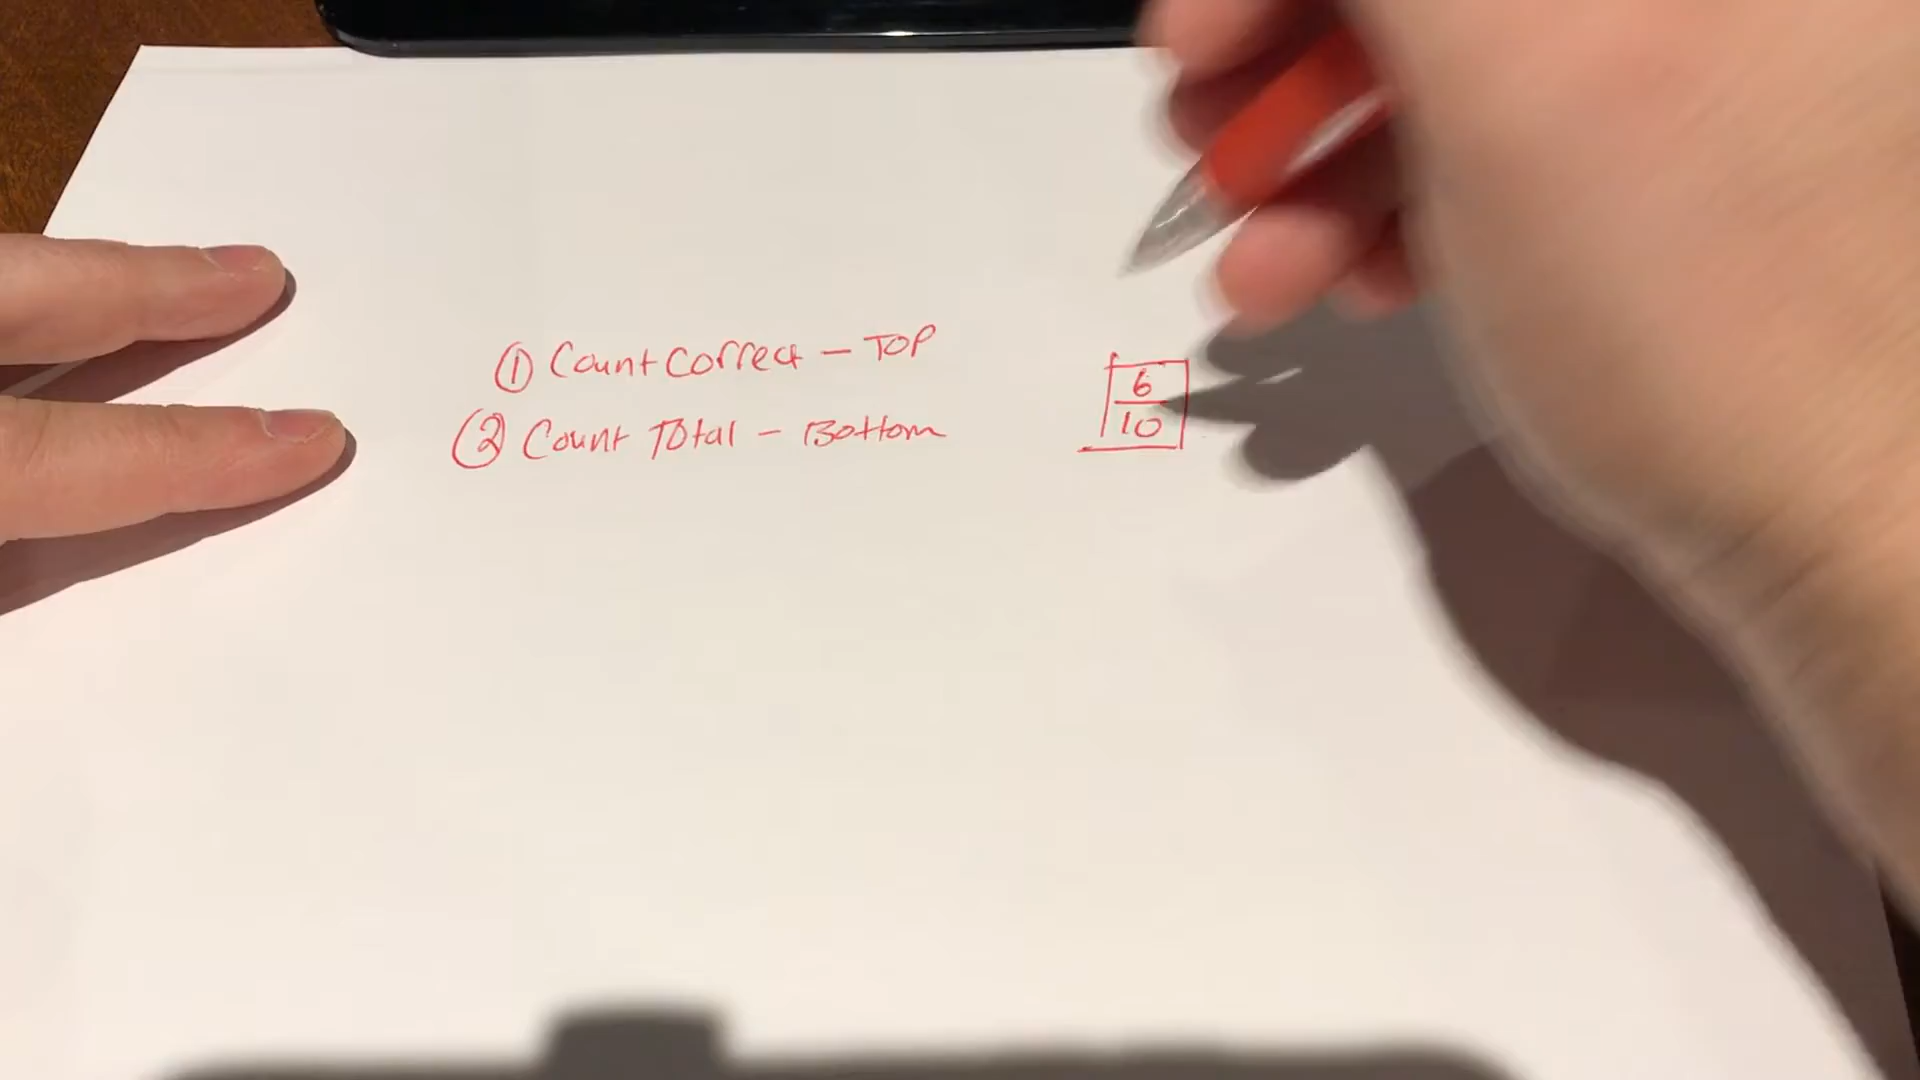 ① Count Correct - TOP
② Count Total - Bottom
6
10